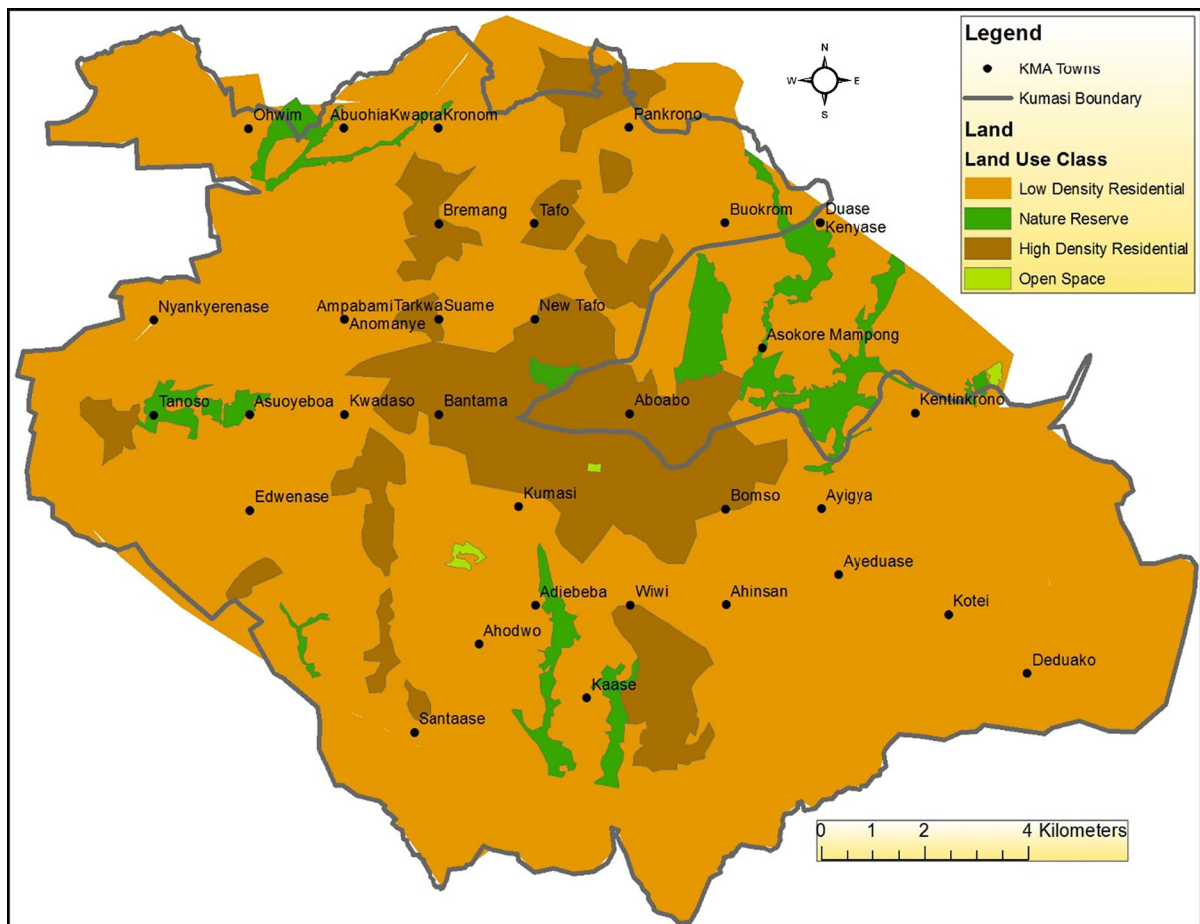 Legend
KMA Towns
Kumasi Boundary
Land
Land Use Class
Low Density Residential
Nature Reserve
High Density Residential
Open Space
N
W E
S
Ohwim AbuohiaKwapraKronom Pankrono
Bremang Tafo Buokrom Duase
Kenyase
Nyankyerenase AmpabamiTarkwaSuame New Tafo
Anomanye
Asokore Mampong
Tanoso Asuoyeboa Kwadaso Bantama Aboabo Kentinkrono
Edwenase Kumasi Bomso Ayigya
Ayeduase
Adiebeba Wiwi Ahinsan Kotei
Ahodwo
Deduako
Kaase
Santaase
0 1 2 4 Kilometers